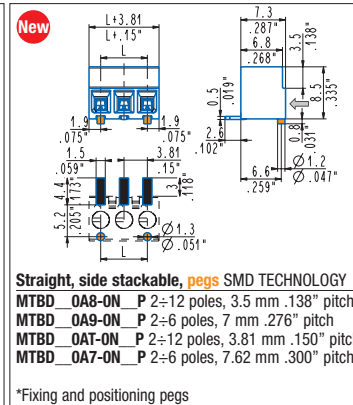 New
L+3.81
L+.15"
L
1.9
.075"
1.9
.075"
7.3
.287"
6.8
.268"
3.5
.138"
8.5
.335"
0.5
.019"
2.6
.102"
0.8
.031"
6.6
.259"
Ø 1.2
Ø .047"
1.5
.059"
3.81
.15"
3
.118"
4.4
.173"
5.2
.205"
Ø 1.3
Ø .051"
L
Straight, side stackable, pegs SMD TECHNOLOGY
MTBD__0A8-0N__P 2÷12 poles, 3.5 mm .138” pitch
MTBD__0A9-0N__P 2÷6 poles, 7 mm .276” pitch
MTBD__0AT-0N__P 2÷12 poles, 3.81 mm .150” pitc
MTBD__0A7-0N__P 2÷6 poles, 7.62 mm .300” pitch
*Fixing and positioning pegs